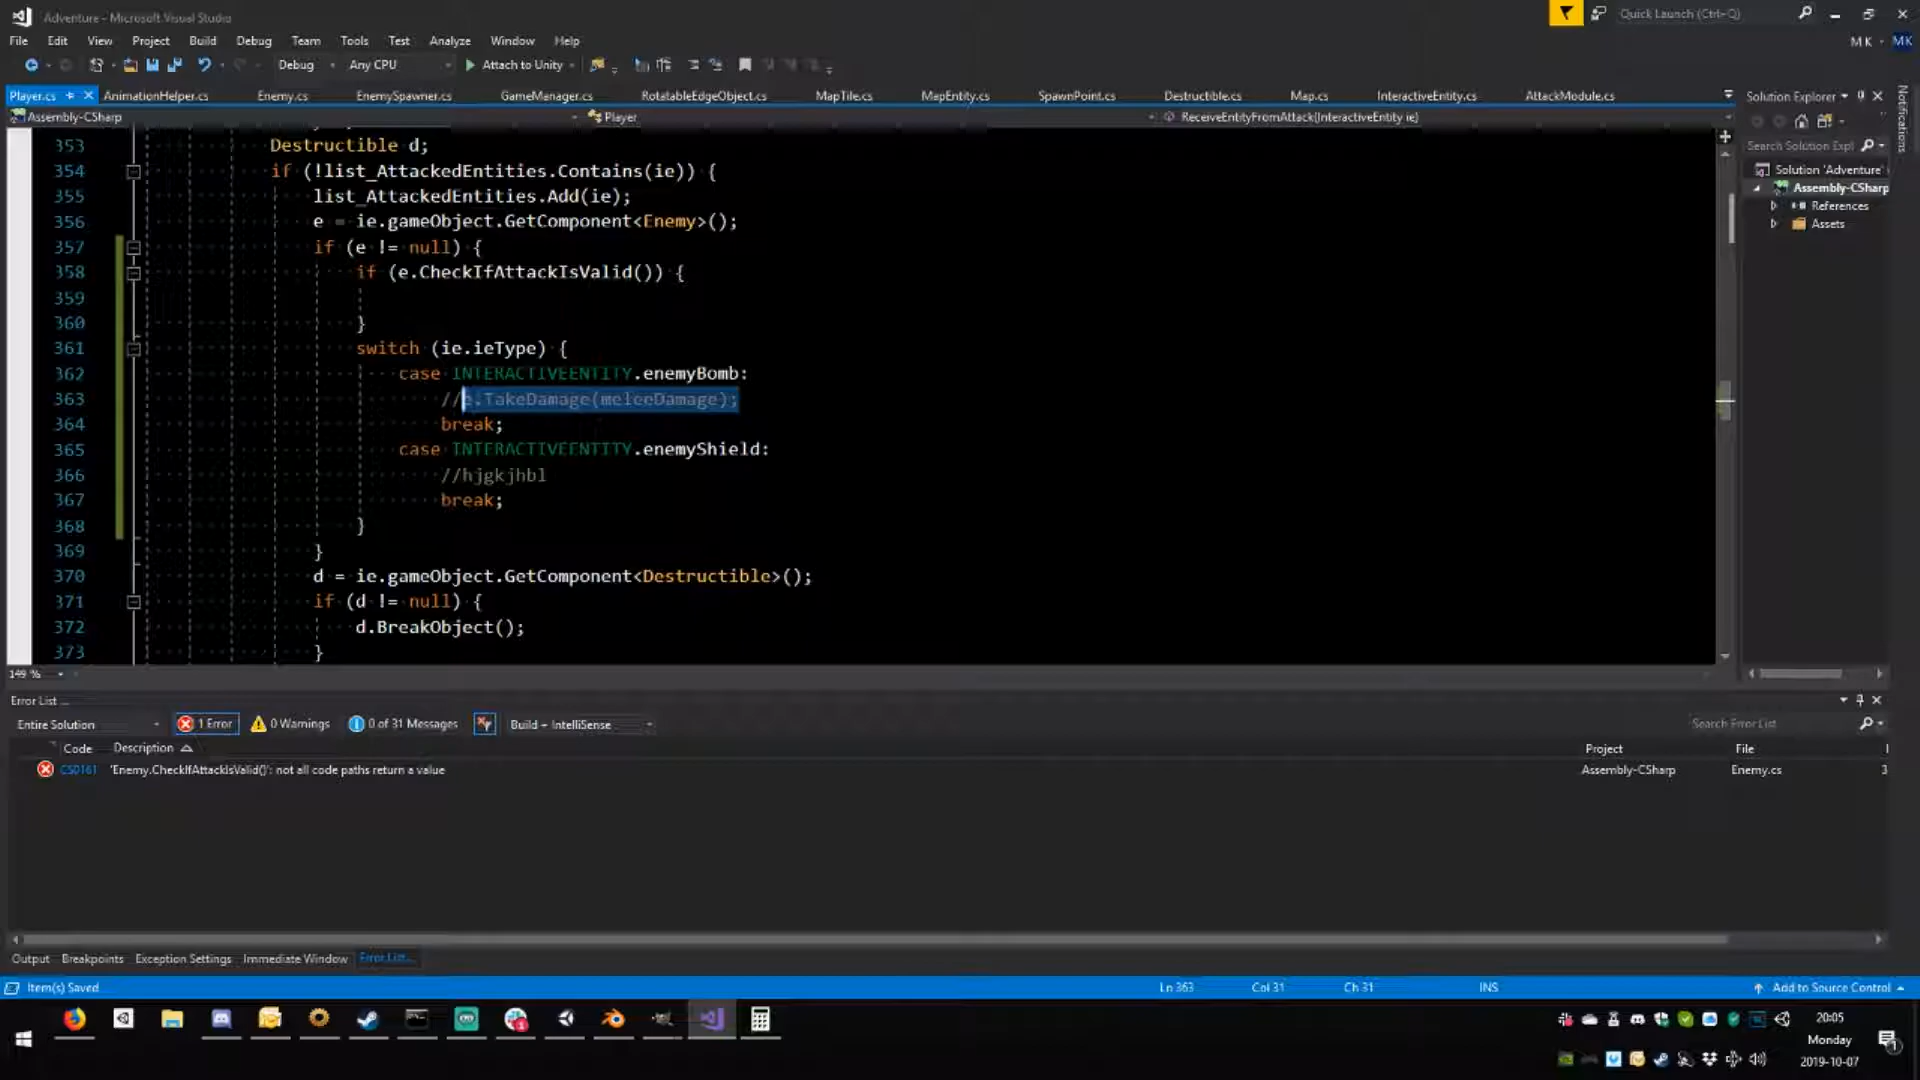 Adventure - Microsoft Visual Studio
Quick Launch (Ctrl+Q)
File Edit View Project Build Debug Team Tools Test Analyze Window Help
MK MK
Debug Any CPU Attach to Unity
Player.cs AnimationHelper.cs Enemy.cs EnemySpawner.cs GameManager.cs RotatableEdgeObject.cs MapTile.cs MapEntity.cs SpawnPoint.cs Destructible.cs Map.cs InteractiveEntity.cs AttackModule.cs
Assembly-CSharp Player ReceiveEntityFromAttack(InteractiveEntity ie)
353 Destructible d;
354 if (!list_AttackedEntities.Contains(ie)) {
355 list_AttackedEntities.Add(ie);
356 e = ie.gameObject.GetComponent<Enemy>();
357 if (e != null) {
358 if (e.CheckIfAttackIsValid()) {
359
360 }
361 switch (ie.ieType) {
362 case INTERACTIVEENTITY.enemyBomb:
363 //e.TakeDamage(meleeDamage);
364 break;
365 case INTERACTIVEENTITY.enemyShield:
366 //hjgkjhbl
367 break;
368 }
369 }
370 d = ie.gameObject.GetComponent<Destructible>();
371 if (d != null) {
372 d.BreakObject();
373 }
149 %
Solution Explorer
Search Solution Expl
Solution 'Adventure'
Assembly-CSharp
References
Assets
Notifications
Error List ...
Entire Solution 1 Error 0 Warnings 0 of 31 Messages Build + IntelliSense Search Error List
Code Description Project File
CS0161 'Enemy.CheckIfAttackIsValid()': not all code paths return a value Assembly-CSharp Enemy.cs 3
Output Breakpoints Exception Settings Immediate Window Error List ...
Item(s) Saved Ln 363 Col 31 Ch 31 INS Add to Source Control
20:05
Monday
2019-10-07